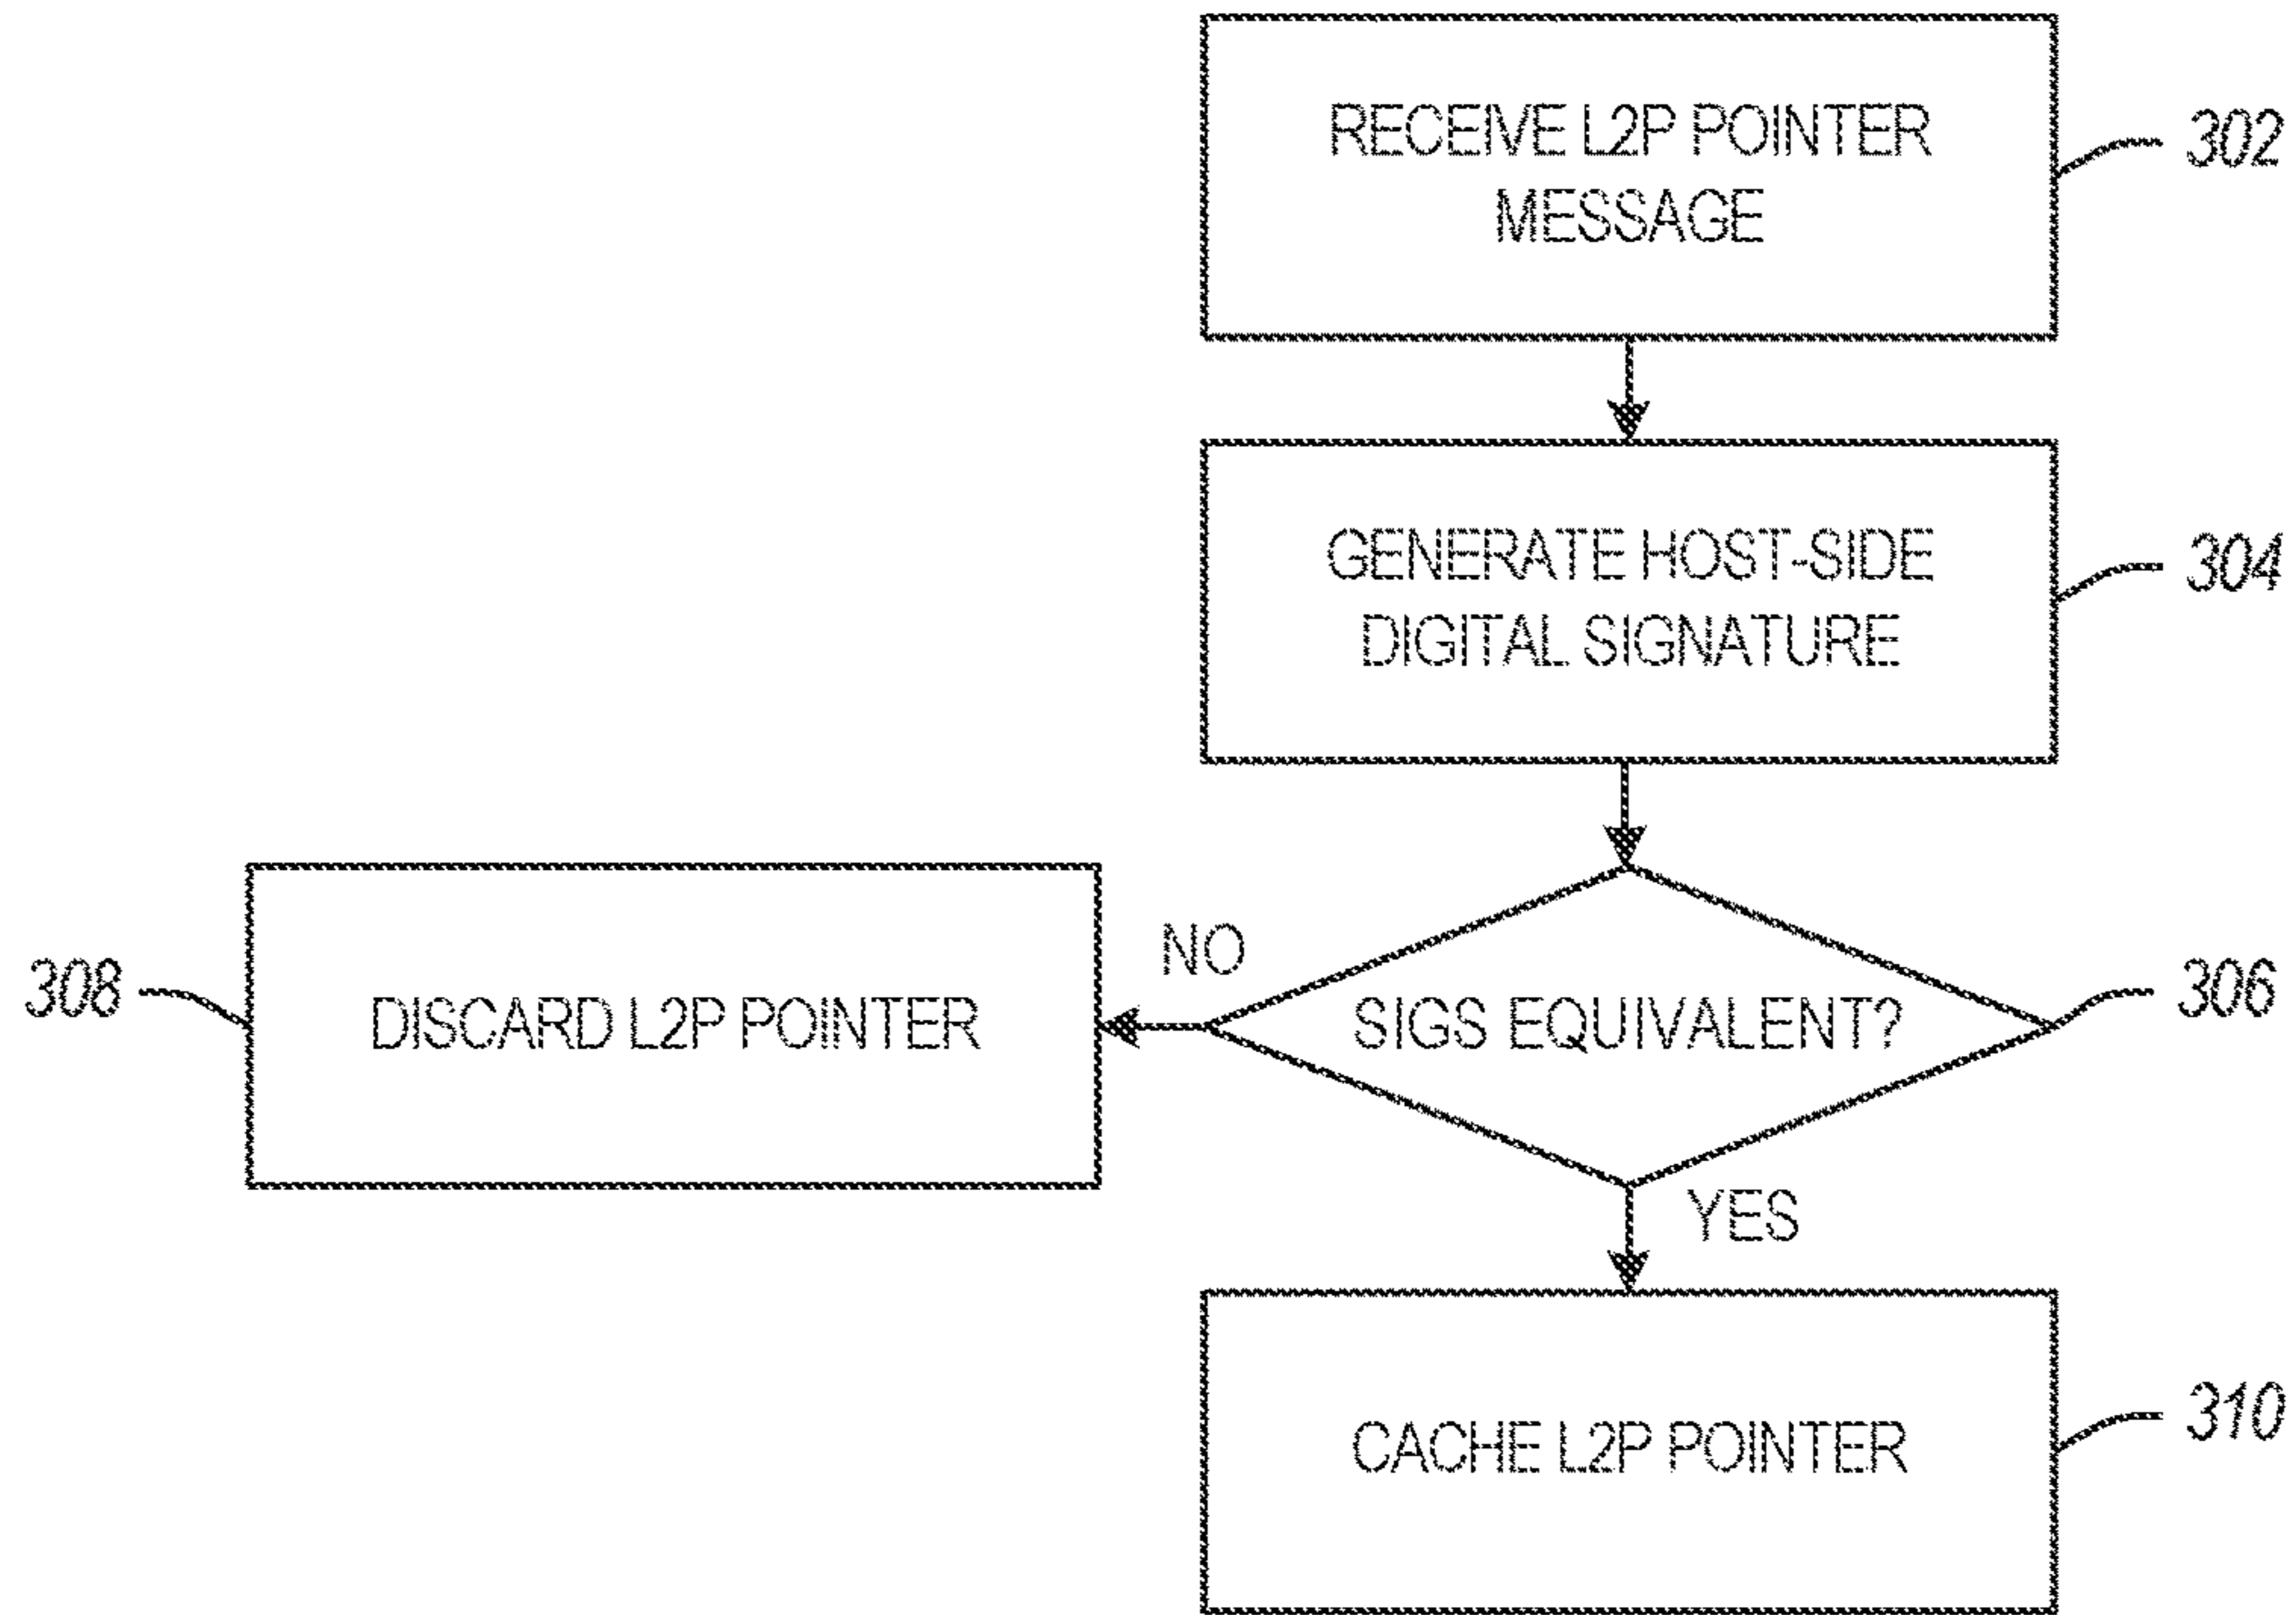 RECEIVE L2P POINTER
MESSAGE
302
GENERATE HOST-SIDE
DIGITAL SIGNATURE
304
308
DISCARD L2P POINTER
NO
SIGS EQUIVALENT?
306
YES
CACHE L2P POINTER
310